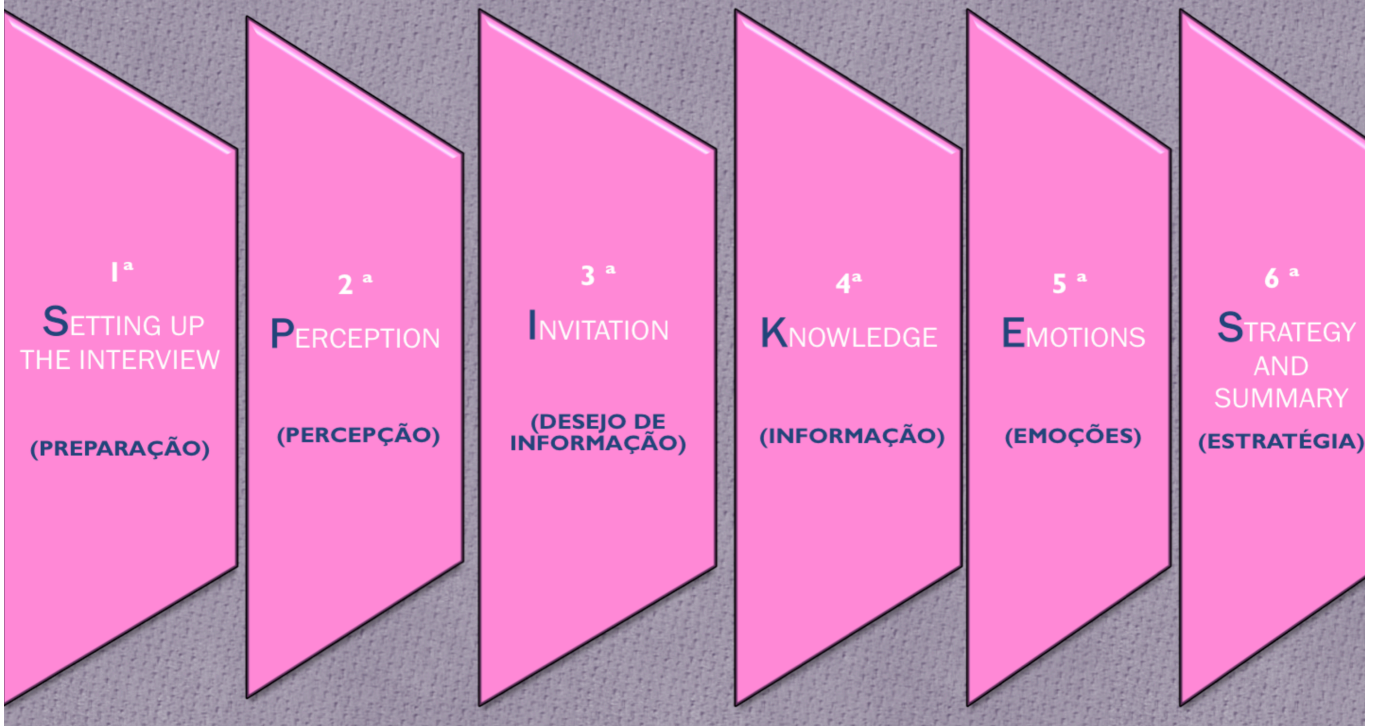 1ª
SETTING UP
THE INTERVIEW
(PREPARAÇÃO)
2 ª
PERCEPTION
(PERCEPÇÃO)
3 ª
INVITATION
(DESEJO DE
INFORMAÇÃO)
4ª
KNOWLEDGE
(INFORMAÇÃO)
5 ª
EMOTIONS
(EMOÇÕES)
6 ª
STRATEGY
AND
SUMMARY
(ESTRATÉGIA)